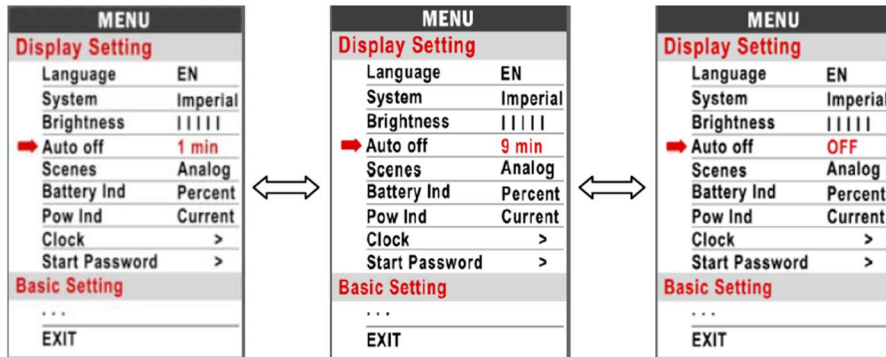 MENU
Display Setting
Language EN
System Imperial
Brightness | | | | |
Auto off 1 min
Scenes Analog
Battery Ind Percent
Pow Ind Current
Clock >
Start Password >
Basic Setting
. . .
EXIT
MENU
Display Setting
Language EN
System Imperial
Brightness | | | | |
Auto off 9 min
Scenes Analog
Battery Ind Percent
Pow Ind Current
Clock >
Start Password >
Basic Setting
. . .
EXIT
MENU
Display Setting
Language EN
System Imperial
Brightness | | | | |
Auto off OFF
Scenes Analog
Battery Ind Percent
Pow Ind Current
Clock >
Start Password >
Basic Setting
. . .
EXIT